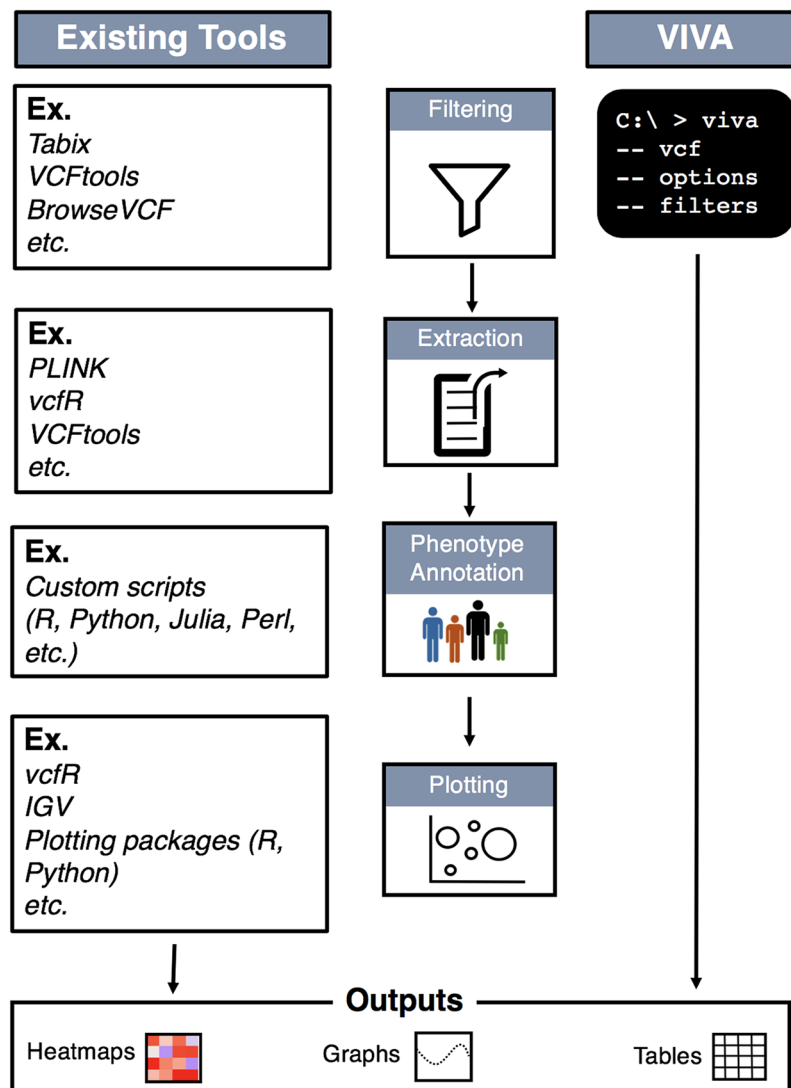 Existing Tools
VIVA
Ex.
Tabix
VCFtools
BrowseVCF
etc.
Filtering
C:\ > viva
-- vcf
-- options
-- filters
Ex.
PLINK
vcfR
VCFtools
etc.
Extraction
Ex.
Custom scripts
(R, Python, Julia, Perl,
etc.)
Phenotype
Annotation
Ex.
vcfR
IGV
Plotting packages (R,
Python)
etc.
Plotting
Outputs
Heatmaps
Graphs
Tables